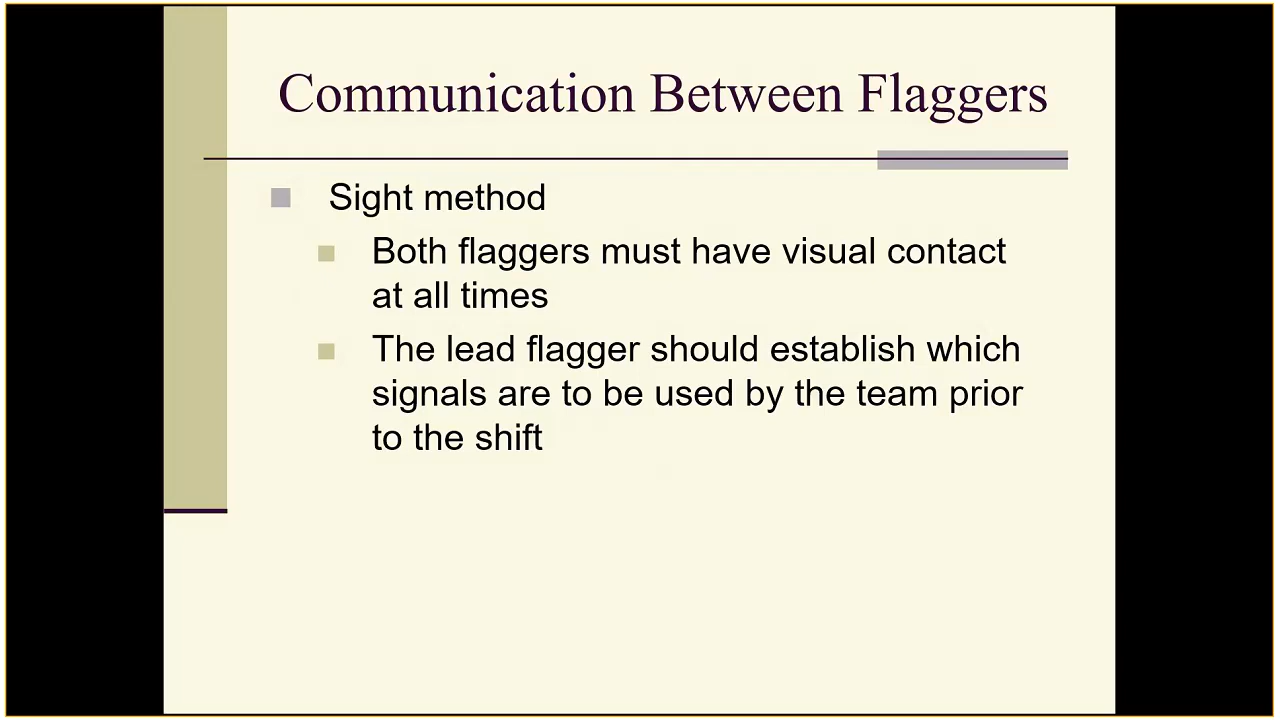 Communication Between Flaggers
Sight method
Both flaggers must have visual contact
at all times
The lead flagger should establish which
signals are to be used by the team prior
to the shift